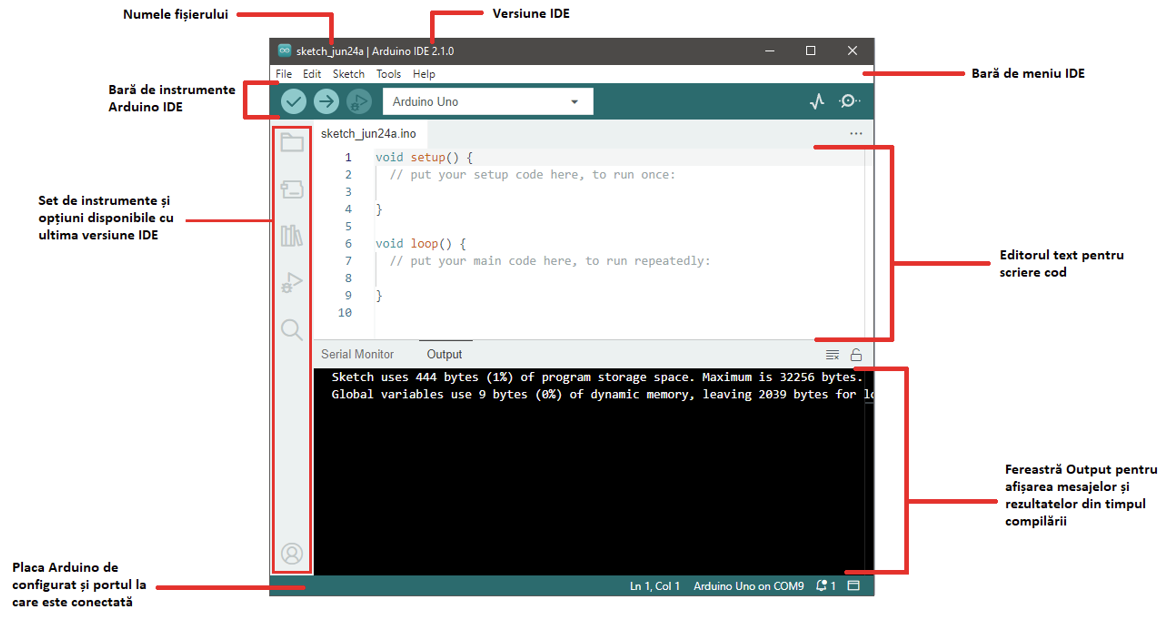 Numele fișierului
Versiune IDE
sketch_jun24a | Arduino IDE 2.1.0
File Edit Sketch Tools Help
Bară de meniu IDE
Bară de instrumente
Arduino IDE
Arduino Uno
sketch_jun24a.ino
1 void setup() {
2 // put your setup code here, to run once:
3
4 }
5
6 void loop() {
7 // put your main code here, to run repeatedly:
8
9 }
10
Set de instrumente și
opțiuni disponibile cu
ultima versiune IDE
Editorul text pentru
scriere cod
Serial Monitor Output
Sketch uses 444 bytes (1%) of program storage space. Maximum is 32256 bytes.
Global variables use 9 bytes (0%) of dynamic memory, leaving 2039 bytes for lo
Fereastră Output pentru
afișarea mesajelor și
rezultatelor din timpul
compilării
Placa Arduino de
configurat și portul la
care este conectată
Ln 1, Col 1 Arduino Uno on COM9 1